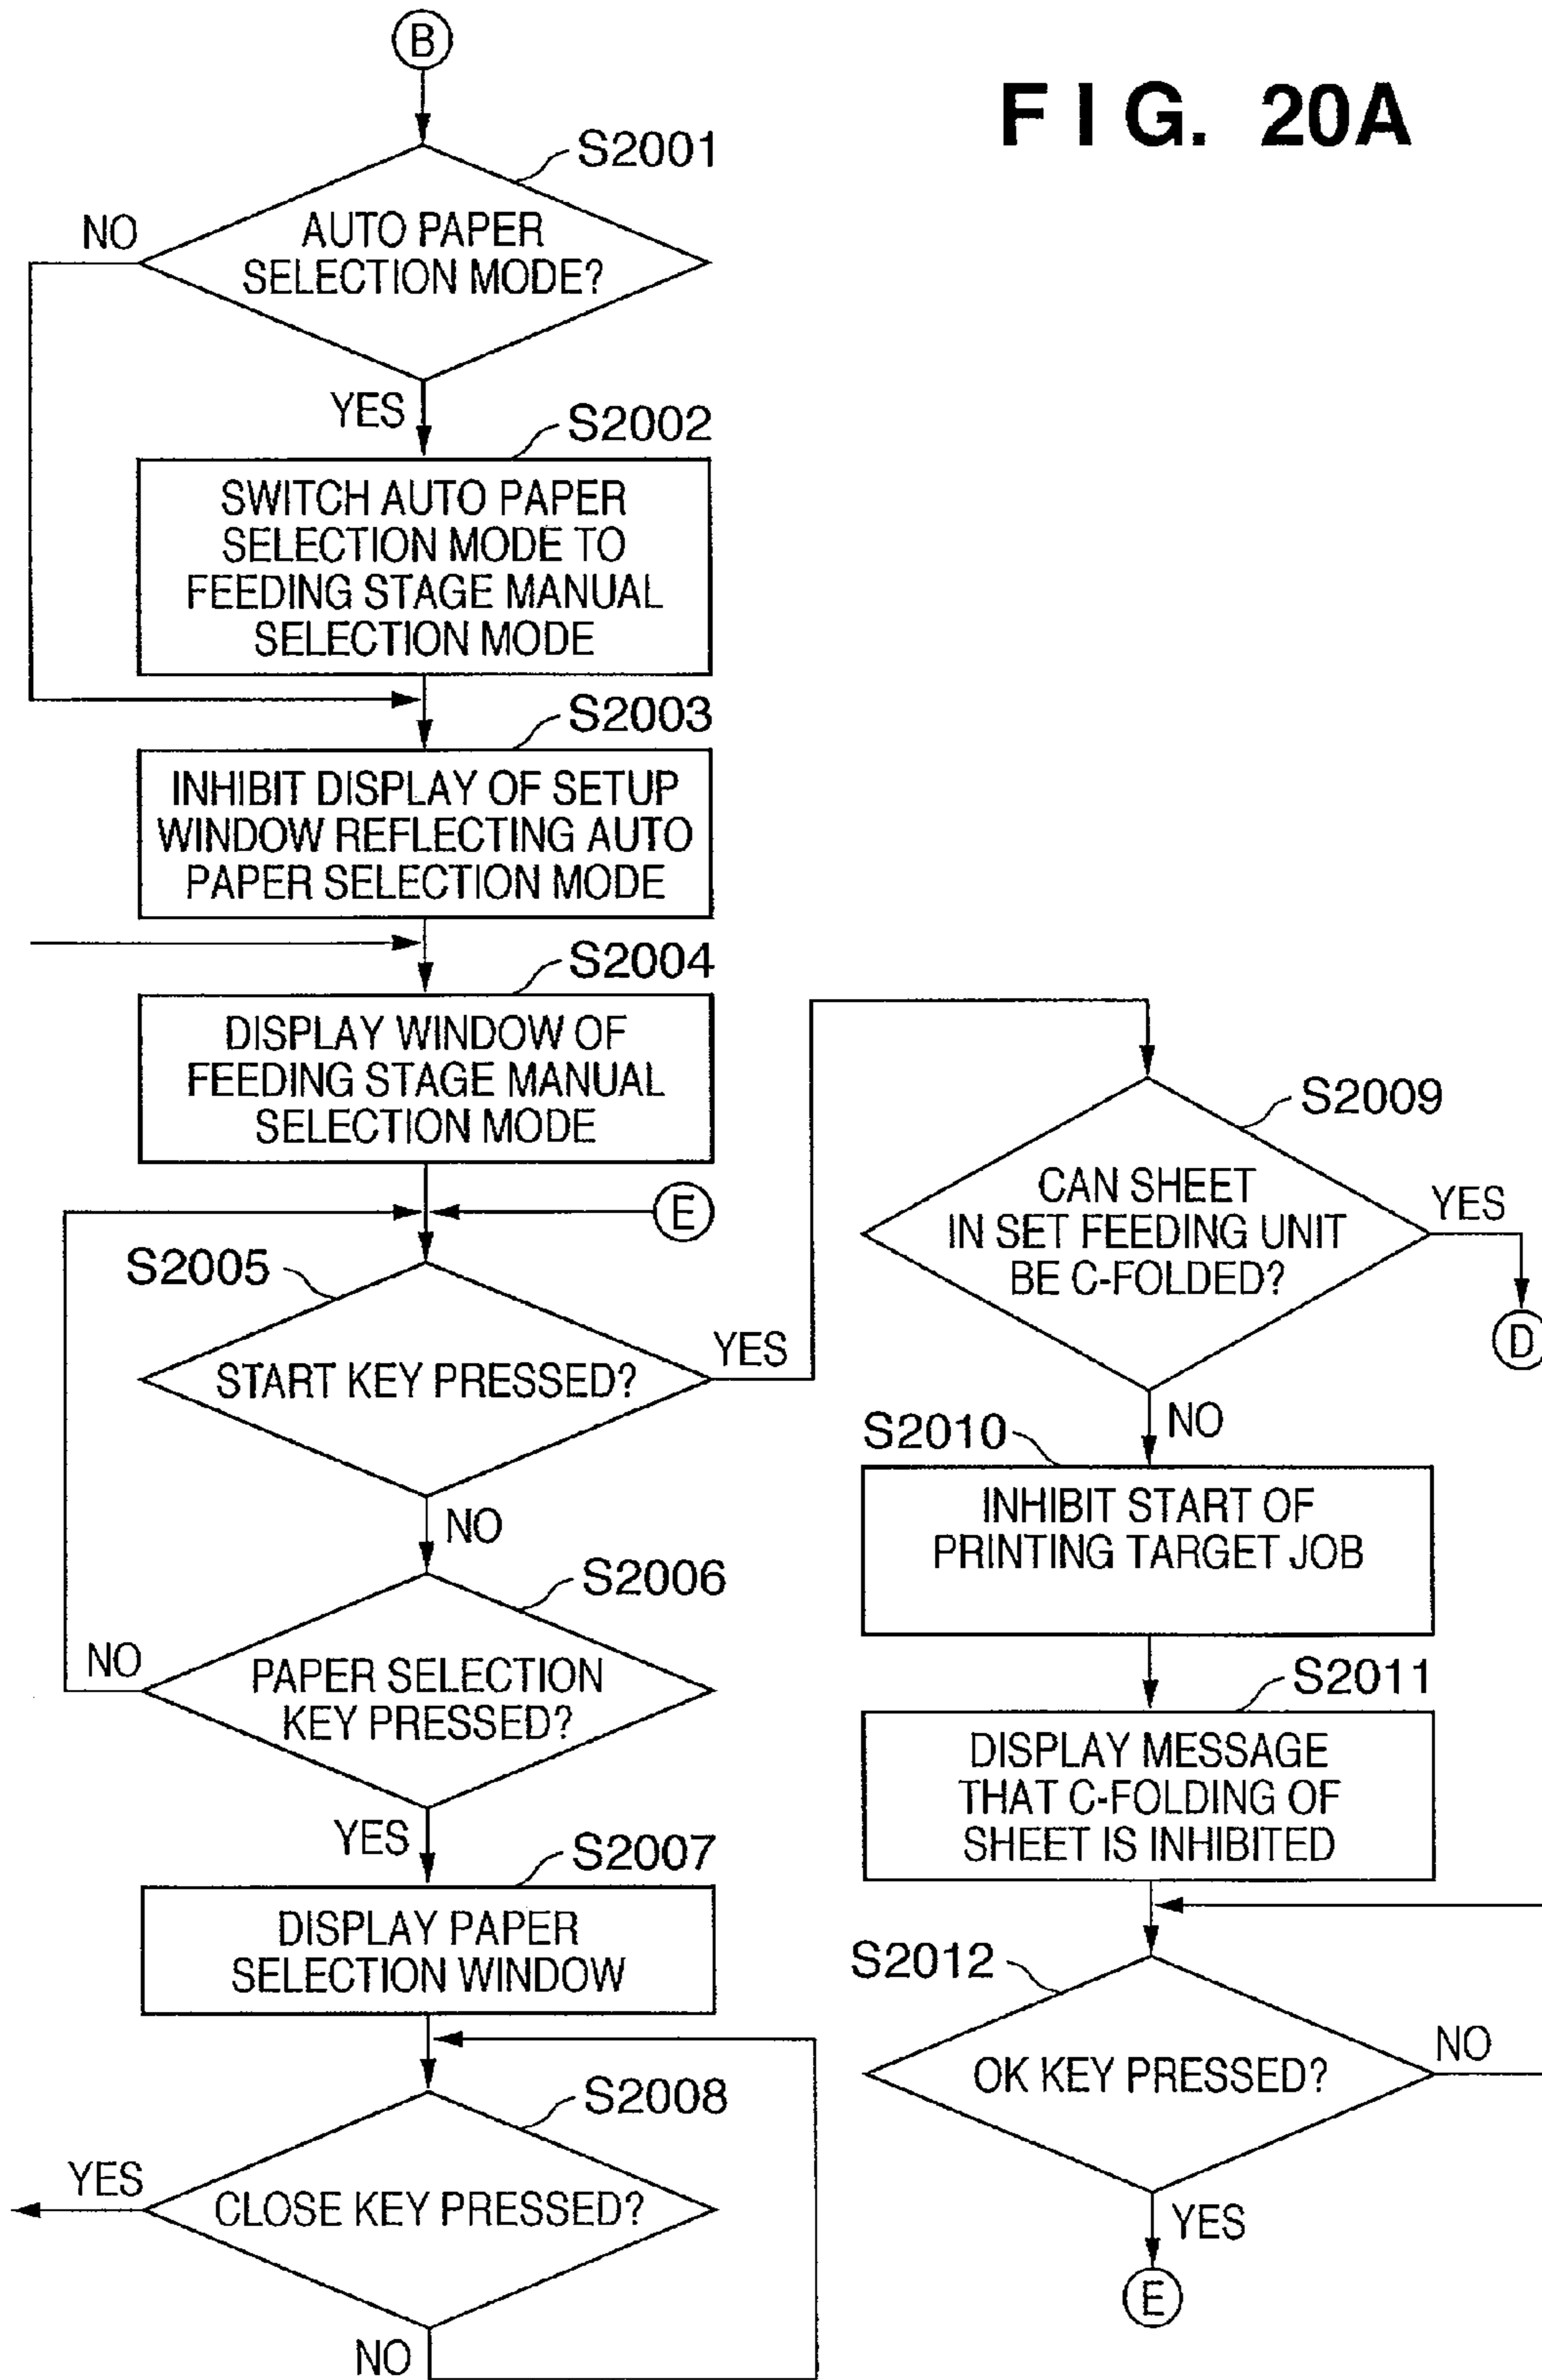 FIG. 20A
B
S2001
AUTO PAPER
SELECTION MODE?
NO
YES
S2002
SWITCH AUTO PAPER
SELECTION MODE TO
FEEDING STAGE MANUAL
SELECTION MODE
S2003
INHIBIT DISPLAY OF SETUP
WINDOW REFLECTING AUTO
PAPER SELECTION MODE
S2004
DISPLAY WINDOW OF
FEEDING STAGE MANUAL
SELECTION MODE
E
S2005
START KEY PRESSED?
YES
NO
S2006
PAPER SELECTION
KEY PRESSED?
NO
YES
S2007
DISPLAY PAPER
SELECTION WINDOW
S2008
CLOSE KEY PRESSED?
YES
NO
S2009
CAN SHEET
IN SET FEEDING UNIT
BE C-FOLDED?
YES
D
NO
S2010
INHIBIT START OF
PRINTING TARGET JOB
S2011
DISPLAY MESSAGE
THAT C-FOLDING OF
SHEET IS INHIBITED
S2012
OK KEY PRESSED?
NO
YES
E